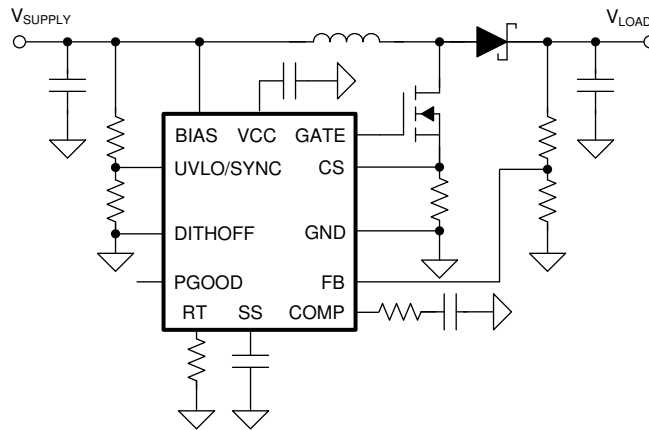 VSUPPLY
VLOAD
BIAS VCC GATE
UVLO/SYNC CS
DITHOFF GND
PGOOD FB
RT SS COMP